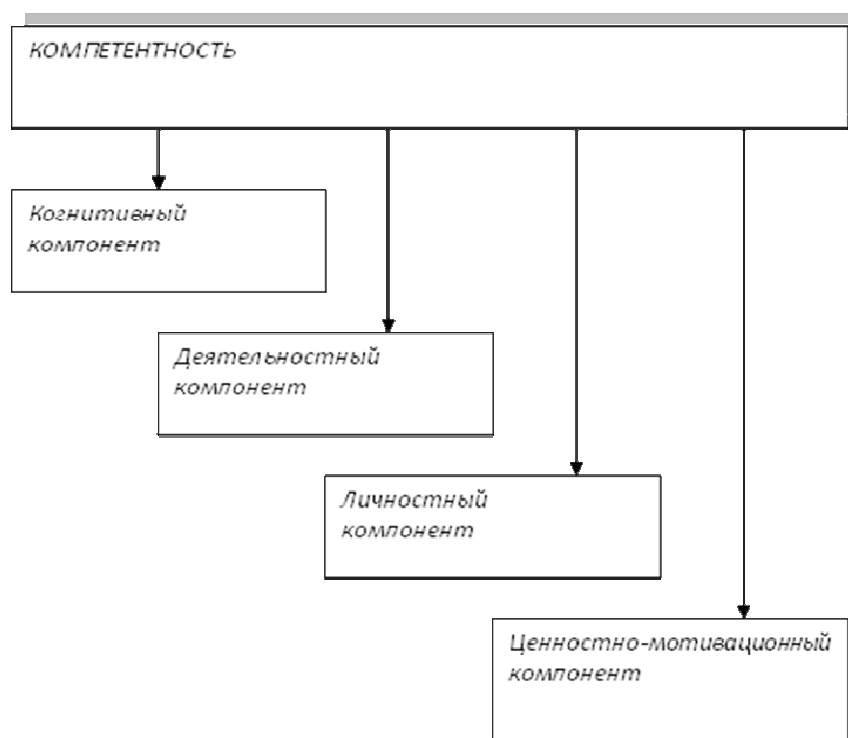 КОМПЕТЕНТНОСТЬ
Когнитивный
компонент
Деятельностный
компонент
Личностный
компонент
Ценностно-мотивационный
компонент